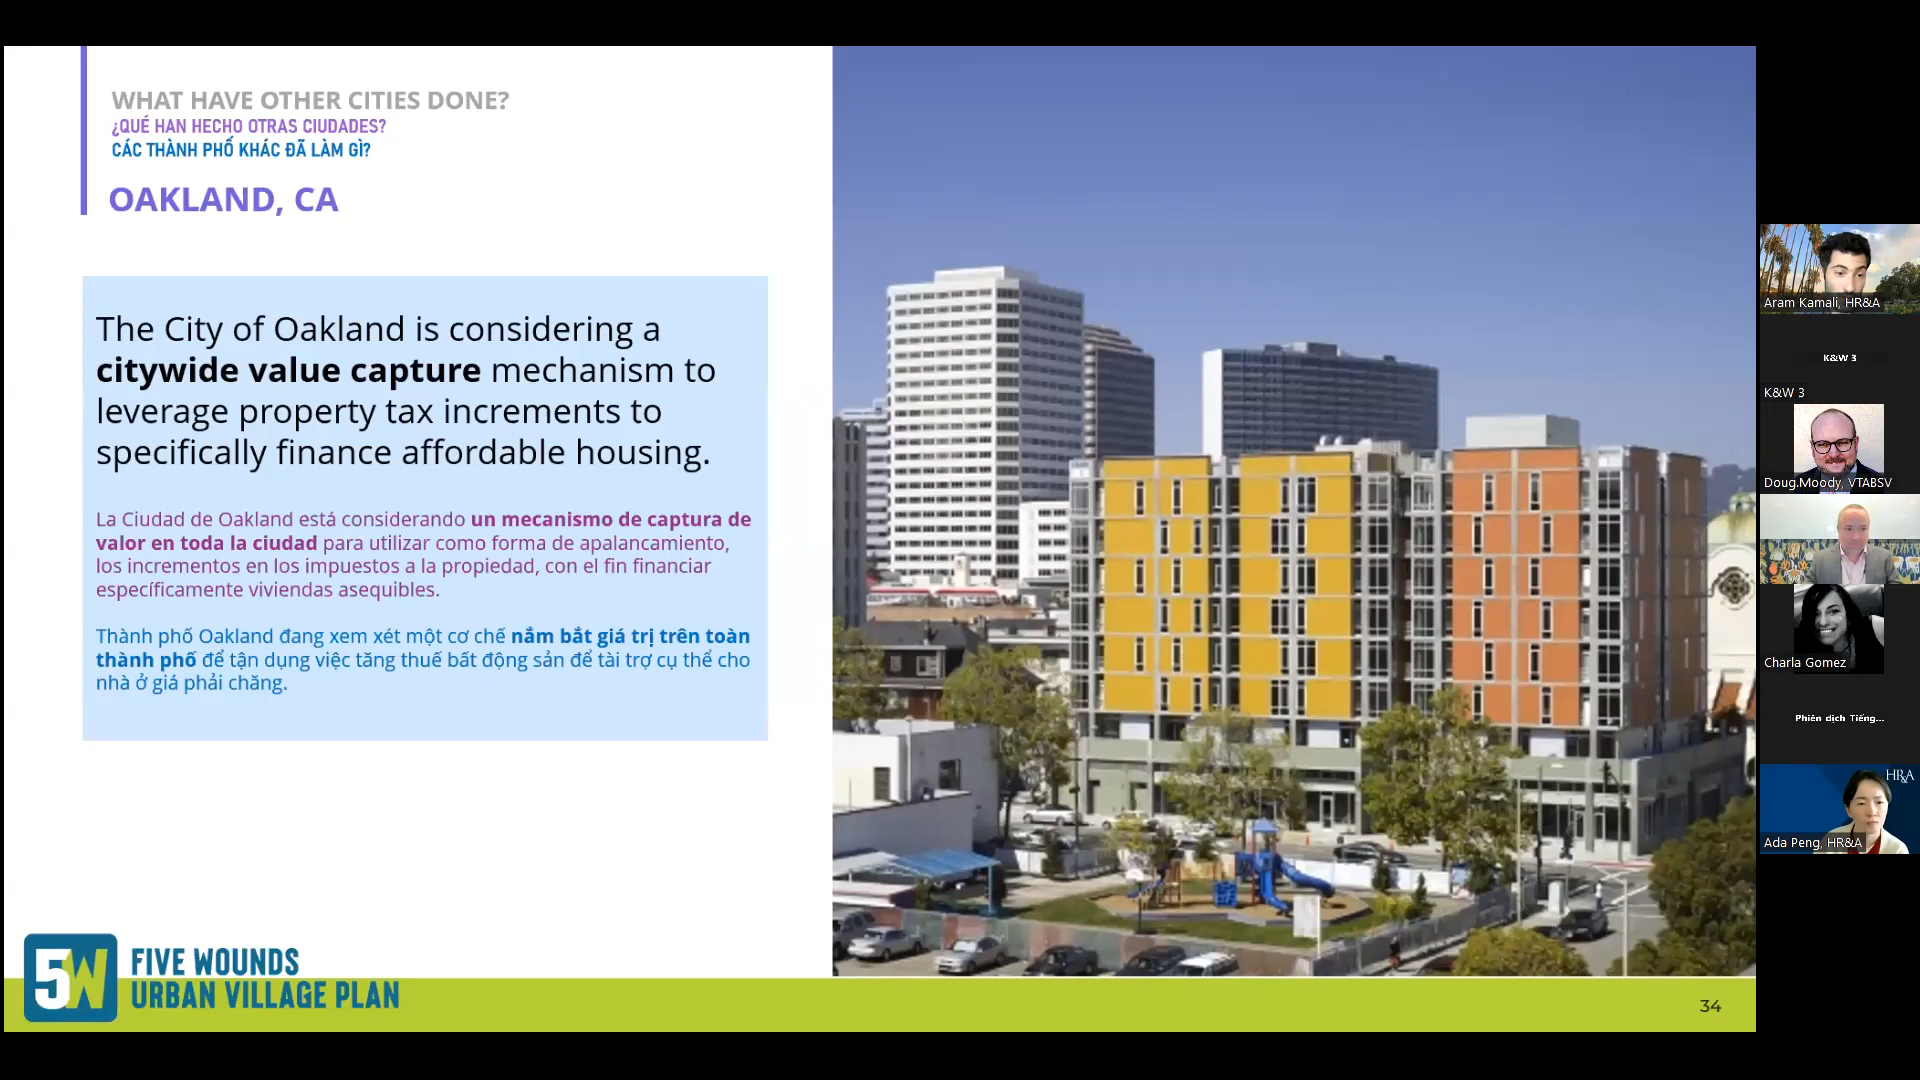 WHAT HAVE OTHER CITIES DONE?
¿QUÉ HAN HECHO OTRAS CIUDADES?
CÁC THÀNH PHỐ KHÁC ĐÃ LÀM GÌ?
OAKLAND, CA
The City of Oakland is considering a
citywide value capture mechanism to
leverage property tax increments to
specifically finance affordable housing.
La Ciudad de Oakland está considerando un mecanismo de captura de
valor en toda la ciudad para utilizar como forma de apalancamiento,
los incrementos en los impuestos a la propiedad, con el fin financiar
específicamente viviendas asequibles.
Thành phố Oakland đang xem xét một cơ chế nắm bắt giá trị trên toàn
thành phố để tận dụng việc tăng thuế bất động sản để tài trợ cụ thể cho
nhà ở giá phải chăng.
5W
FIVE WOUNDS
URBAN VILLAGE PLAN
34
Aram Kamali, HR&A
K&W 3
K&W 3
Doug.Moody, VTABSV
Charla Gomez
Phiên dịch Tiếng...
HR&A
Ada Peng, HR&A